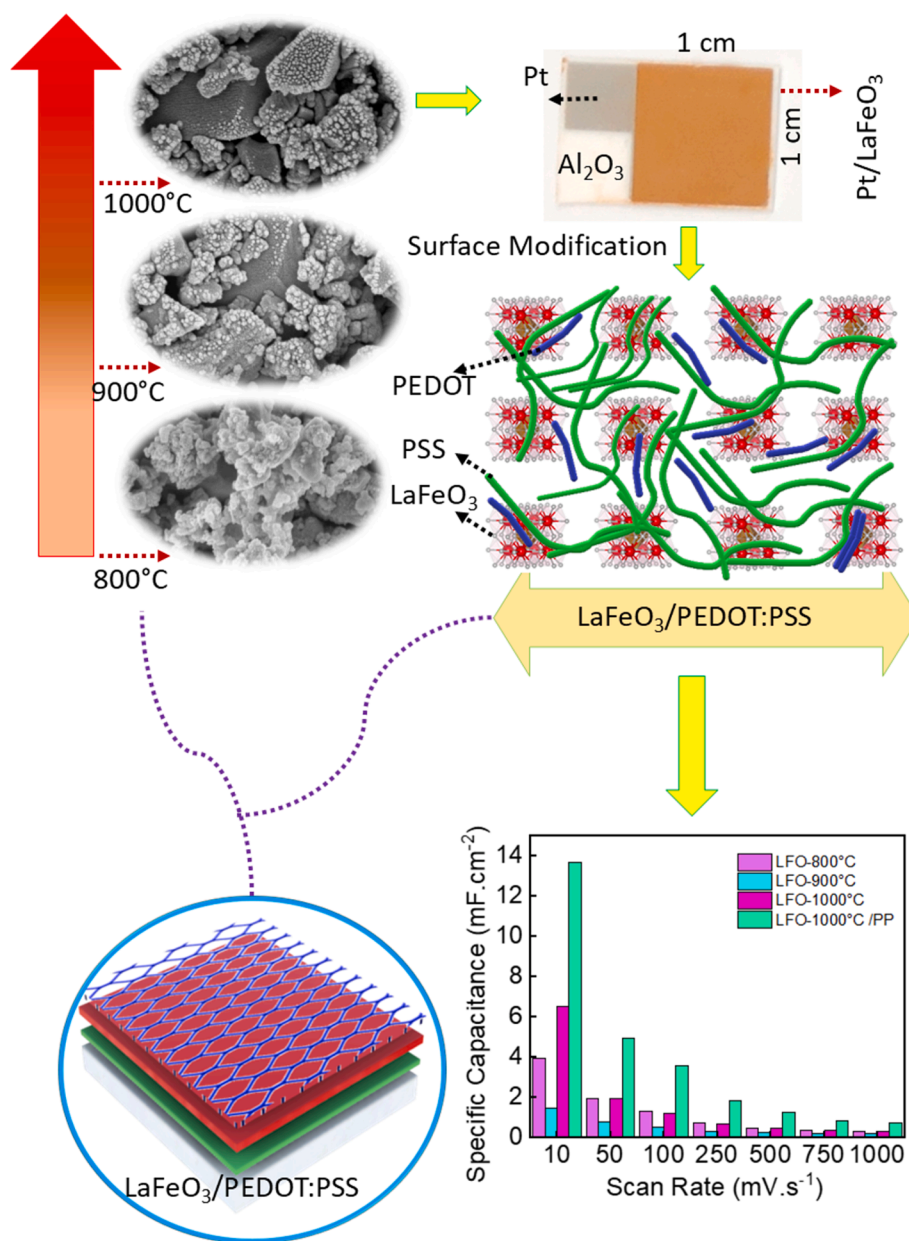 1 cm
Pt
1 cm
Al₂O₃
Pt/LaFeO₃
1000°C
900°C
800°C
Surface Modification
PEDOT
PSS
LaFeO₃
LaFeO₃/PEDOT:PSS
LaFeO₃/PEDOT:PSS
Specific Capacitance (mF.cm⁻²)
14
12
10
8
6
4
2
0
LFO-800°C
LFO-900°C
LFO-1000°C
LFO-1000°C /PP
10 50 100 250 500 750 1000
Scan Rate (mV.s⁻¹)